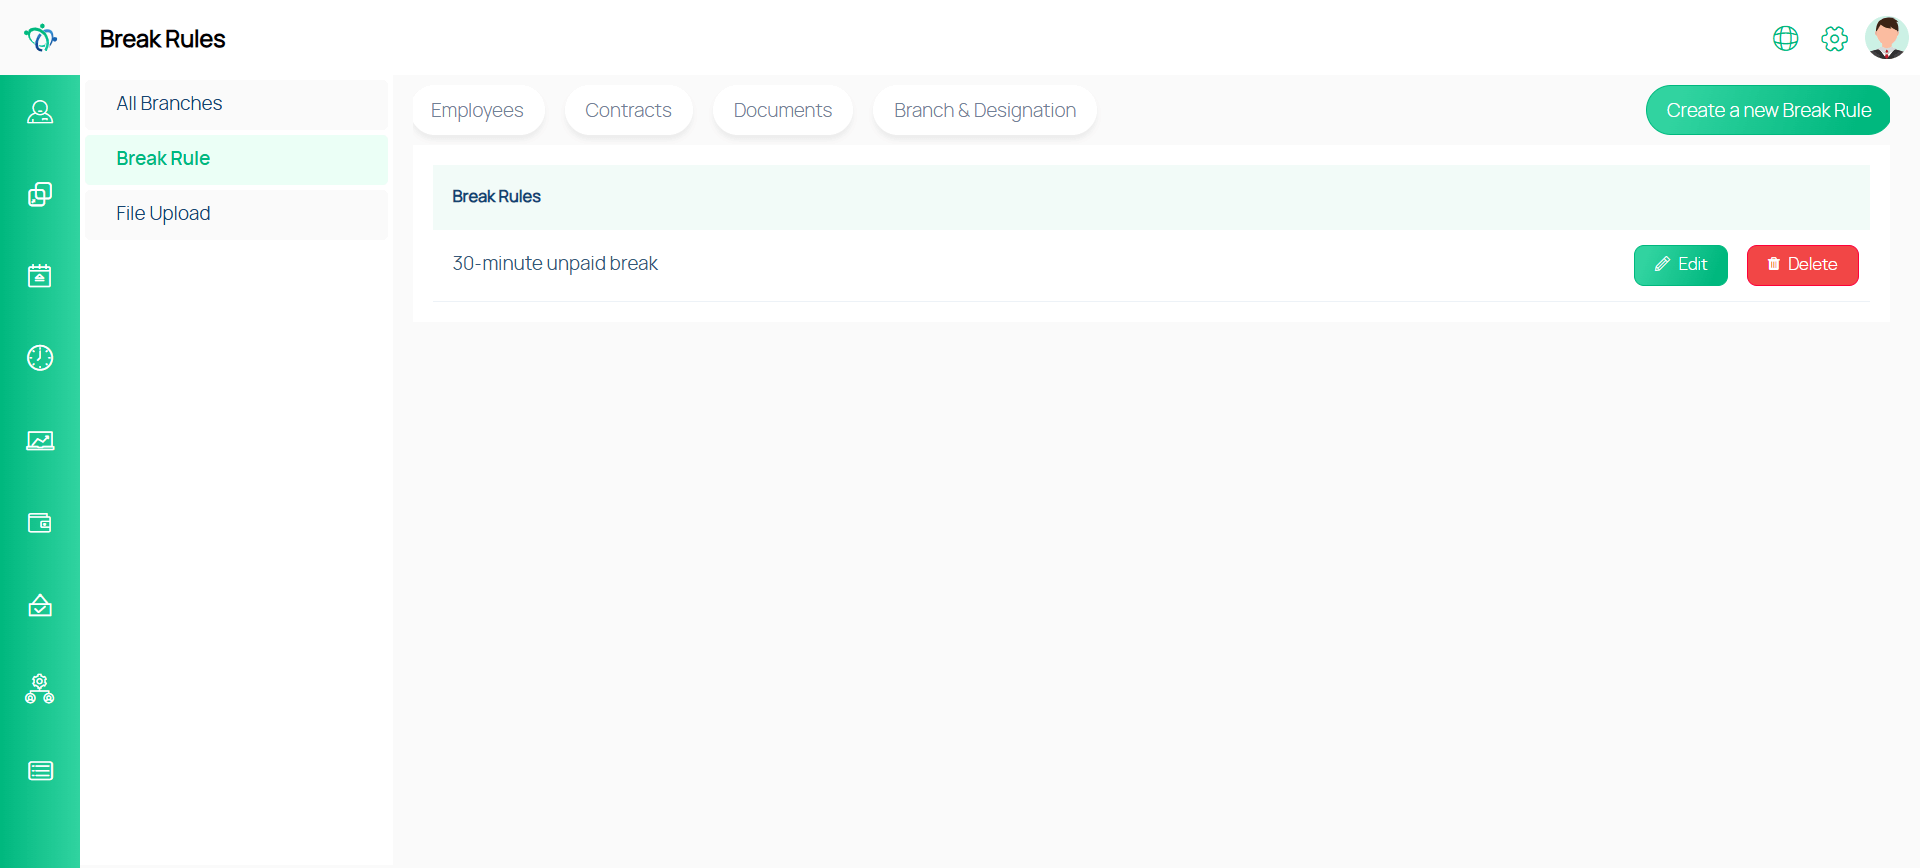 Break Rules
All Branches
Break Rule
File Upload
Employees
Contracts
Documents
Branch & Designation
Create a new Break Rule
Break Rules
30-minute unpaid break
Edit
Delete